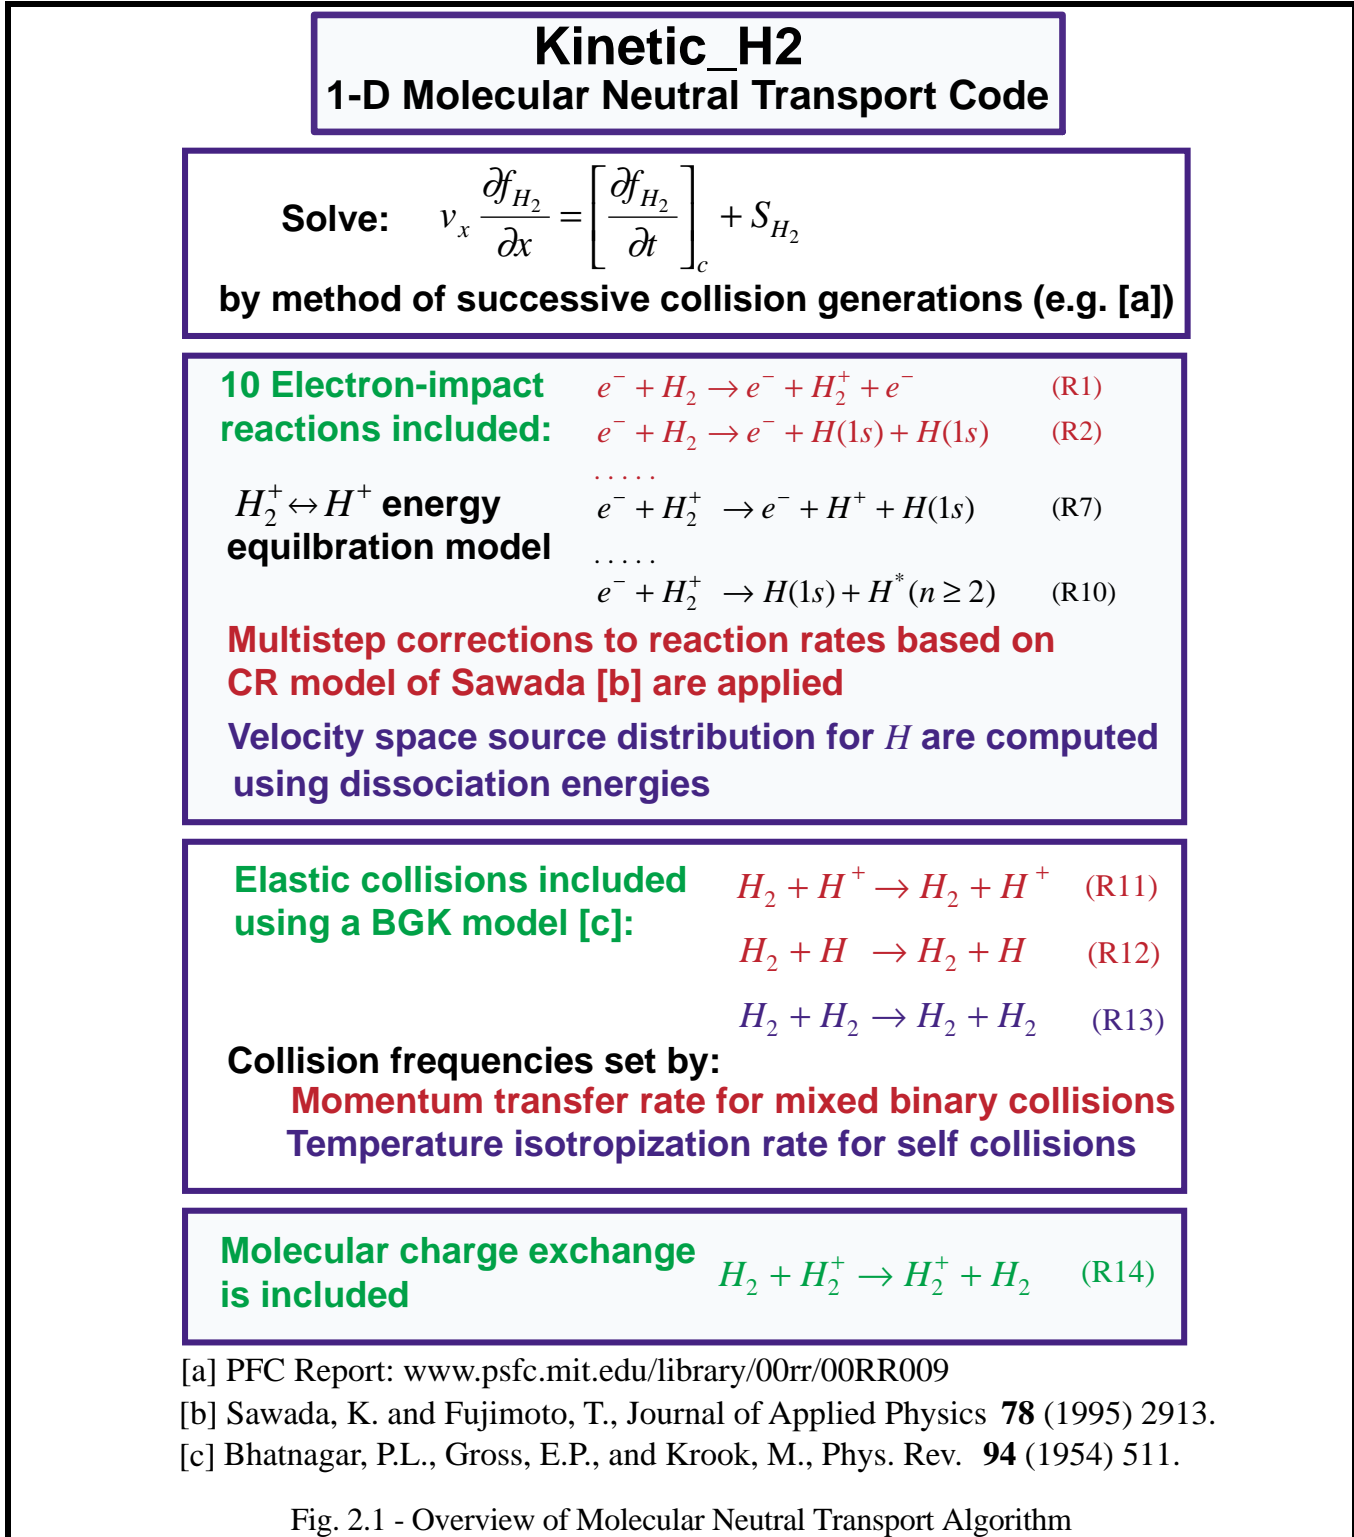 Kinetic_H2
1-D Molecular Neutral Transport Code
Solve: v_x ∂f_{H_2}/∂x = [∂f_{H_2}/∂t]_c + S_{H_2}
by method of successive collision generations (e.g. [a])
10 Electron-impact e⁻ + H₂ → e⁻ + H₂⁺ + e⁻ (R1)
reactions included: e⁻ + H₂ → e⁻ + H(1s) + H(1s) (R2)
.....
H₂⁺ ↔ H⁺ energy e⁻ + H₂⁺ → e⁻ + H⁺ + H(1s) (R7)
equilbration model .....
e⁻ + H₂⁺ → H(1s) + H*(n ≥ 2) (R10)
Multistep corrections to reaction rates based on
CR model of Sawada [b] are applied
Velocity space source distribution for H are computed
using dissociation energies
Elastic collisions included H₂ + H⁺ → H₂ + H⁺ (R11)
using a BGK model [c]:
H₂ + H → H₂ + H (R12)
H₂ + H₂ → H₂ + H₂ (R13)
Collision frequencies set by:
Momentum transfer rate for mixed binary collisions
Temperature isotropization rate for self collisions
Molecular charge exchange H₂ + H₂⁺ → H₂⁺ + H₂ (R14)
is included
[a] PFC Report: www.psfc.mit.edu/library/00rr/00RR009
[b] Sawada, K. and Fujimoto, T., Journal of Applied Physics 78 (1995) 2913.
[c] Bhatnagar, P.L., Gross, E.P., and Krook, M., Phys. Rev. 94 (1954) 511.
Fig. 2.1 - Overview of Molecular Neutral Transport Algorithm